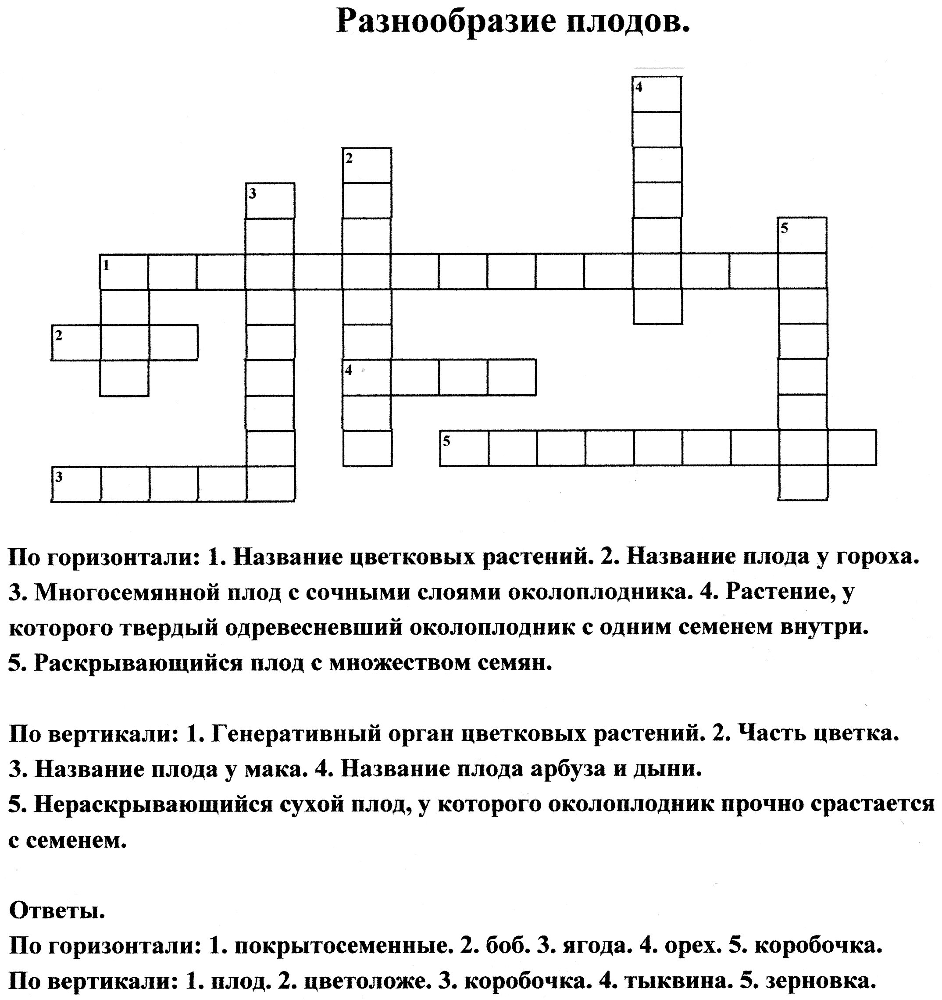 Разнообразие плодов.
4
2
3
5
1
2
4
5
3
По горизонтали: 1. Название цветковых растений. 2. Название плода у гороха.
3. Многосемянной плод с сочными слоями околоплодника. 4. Растение, у
которого твердый одревесневший околоплодник с одним семенем внутри.
5. Раскрывающийся плод с множеством семян.
По вертикали: 1. Генеративный орган цветковых растений. 2. Часть цветка.
3. Название плода у мака. 4. Название плода арбуза и дыни.
5. Нераскрывающийся сухой плод, у которого околоплодник прочно срастается
с семенем.
Ответы.
По горизонтали: 1. покрытосеменные. 2. боб. 3. ягода. 4. орех. 5. коробочка.
По вертикали: 1. плод. 2. цветоложе. 3. коробочка. 4. тыквина. 5. зерновка.